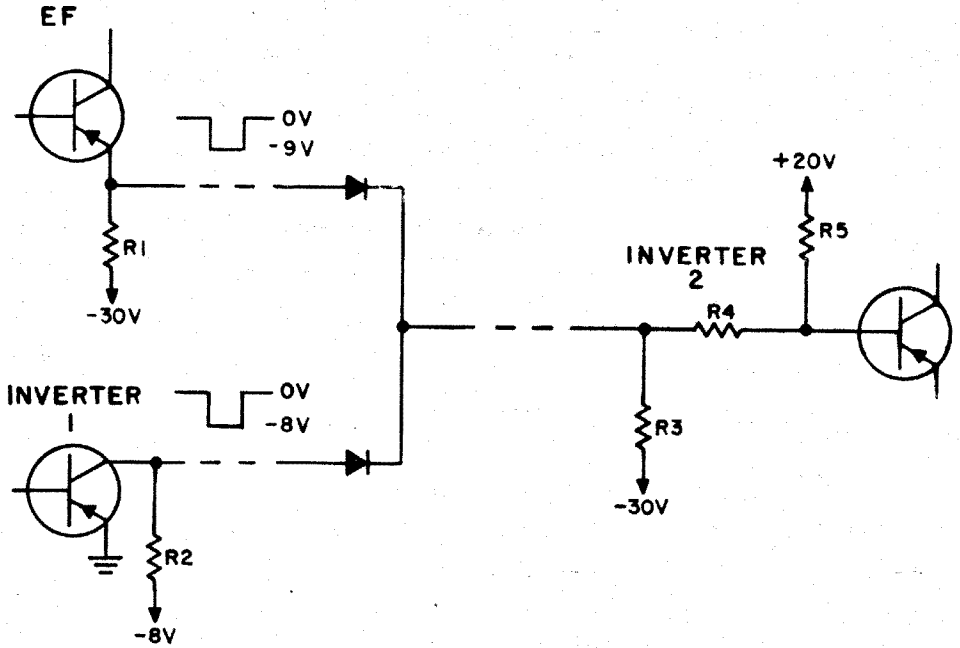 EF
0V
-9V
R1
-30V
+20V
R5
INVERTER
2
R4
R3
-30V
INVERTER
1
0V
-8V
R2
-8V